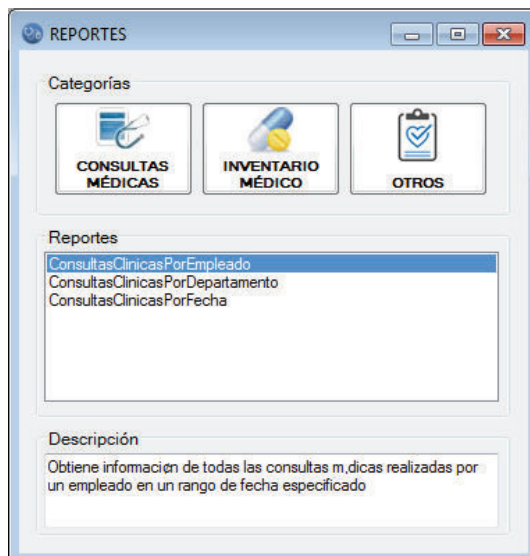 REPORTES
Categorías
CONSULTAS
MÉDICAS
INVENTARIO
MÉDICO
OTROS
Reportes
ConsultasClinicasPorEmpleado
ConsultasClinicasPorDepartamento
ConsultasClinicasPorFecha
Descripción
Obtiene informaci¢n de todas las consultas m‚dicas realizadas por
un empleado en un rango de fecha especificado